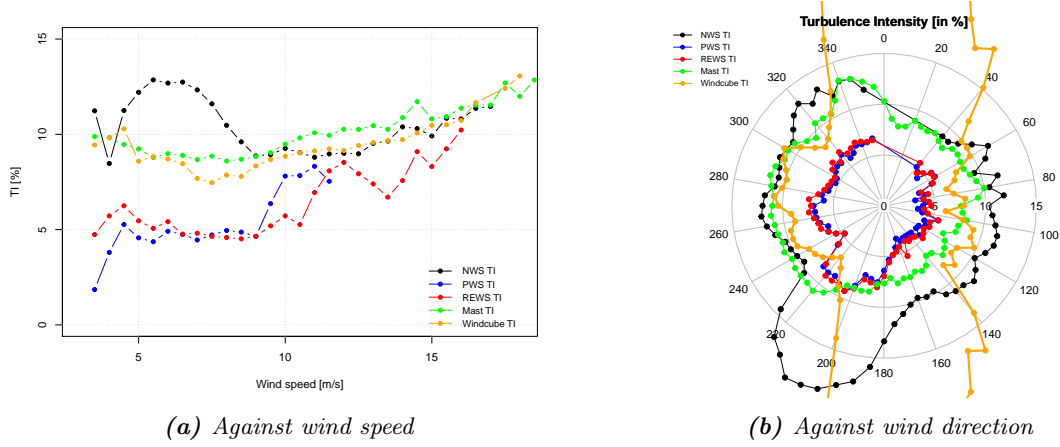 15
10
5
0
TI [%]
5
10
15
Wind speed [m/s]
NWS TI
PWS TI
REWS TI
Mast TI
Windcube TI
(a) Against wind speed
Turbulence Intensity [in %]
NWS TI
PWS TI
REWS TI
Mast TI
Windcube TI
0
20
40
60
80
100
120
140
160
180
200
220
240
260
280
300
320
340
0
5
10
15
(b) Against wind direction